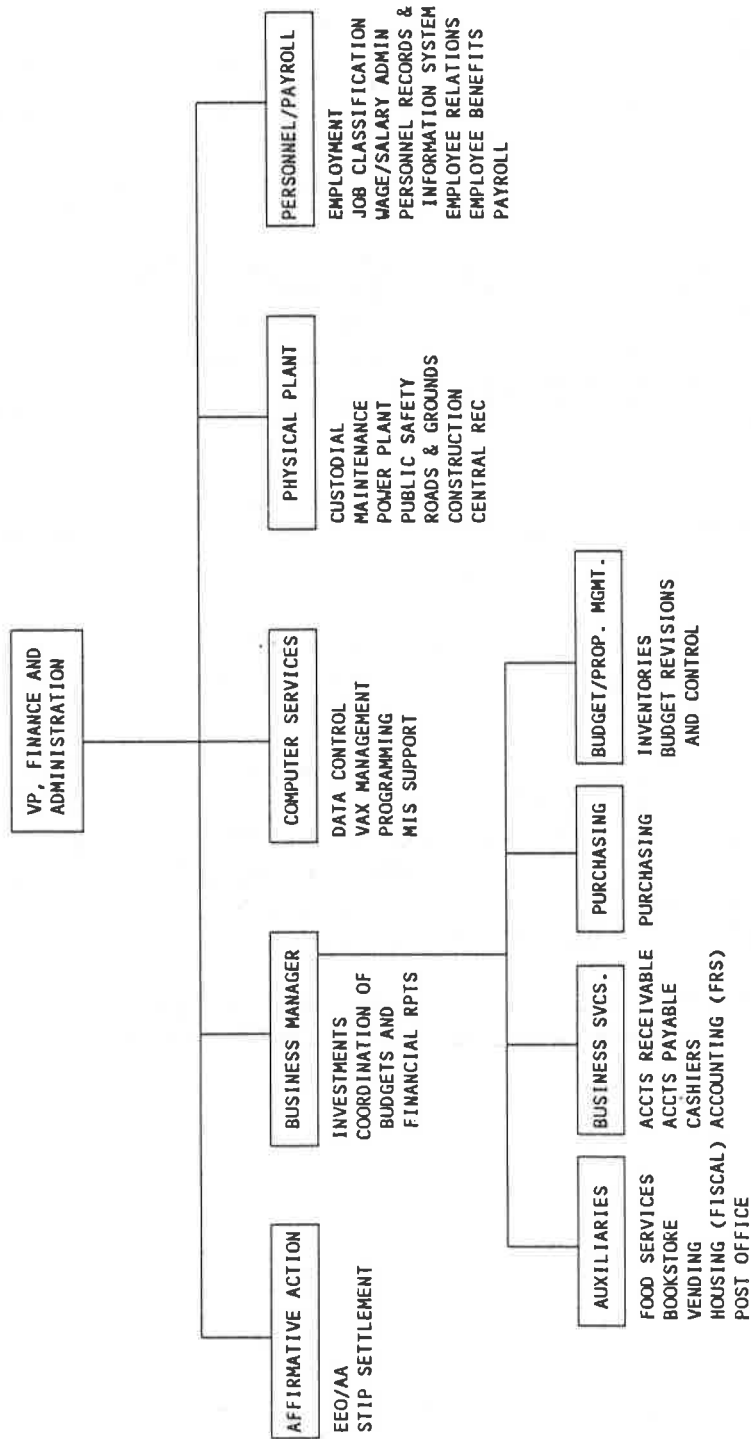 VP, FINANCE AND
ADMINISTRATION
AFFIRMATIVE ACTION
EEO/AA
STIP SETTLEMENT
BUSINESS MANAGER
INVESTMENTS
COORDINATION OF
BUDGETS AND
FINANCIAL RPTS
COMPUTER SERVICES
DATA CONTROL
VAX MANAGEMENT
PROGRAMMING
MIS SUPPORT
PHYSICAL PLANT
CUSTODIAL
MAINTENANCE
POWER PLANT
PUBLIC SAFETY
ROADS & GROUNDS
CONSTRUCTION
CENTRAL REC
PERSONNEL/PAYROLL
EMPLOYMENT
JOB CLASSIFICATION
WAGE/SALARY ADMIN
PERSONNEL RECORDS &
INFORMATION SYSTEM
EMPLOYEE RELATIONS
EMPLOYEE BENEFITS
PAYROLL
AUXILIARIES
FOOD SERVICES
BOOKSTORE
VENDING
HOUSING (FISCAL)
POST OFFICE
BUSINESS SVCS.
ACCTS RECEIVABLE
ACCTS PAYABLE
CASHIERS
ACCOUNTING (FRS)
PURCHASING
PURCHASING
BUDGET/PROP. MGMT.
INVENTORIES
BUDGET REVISIONS
AND CONTROL